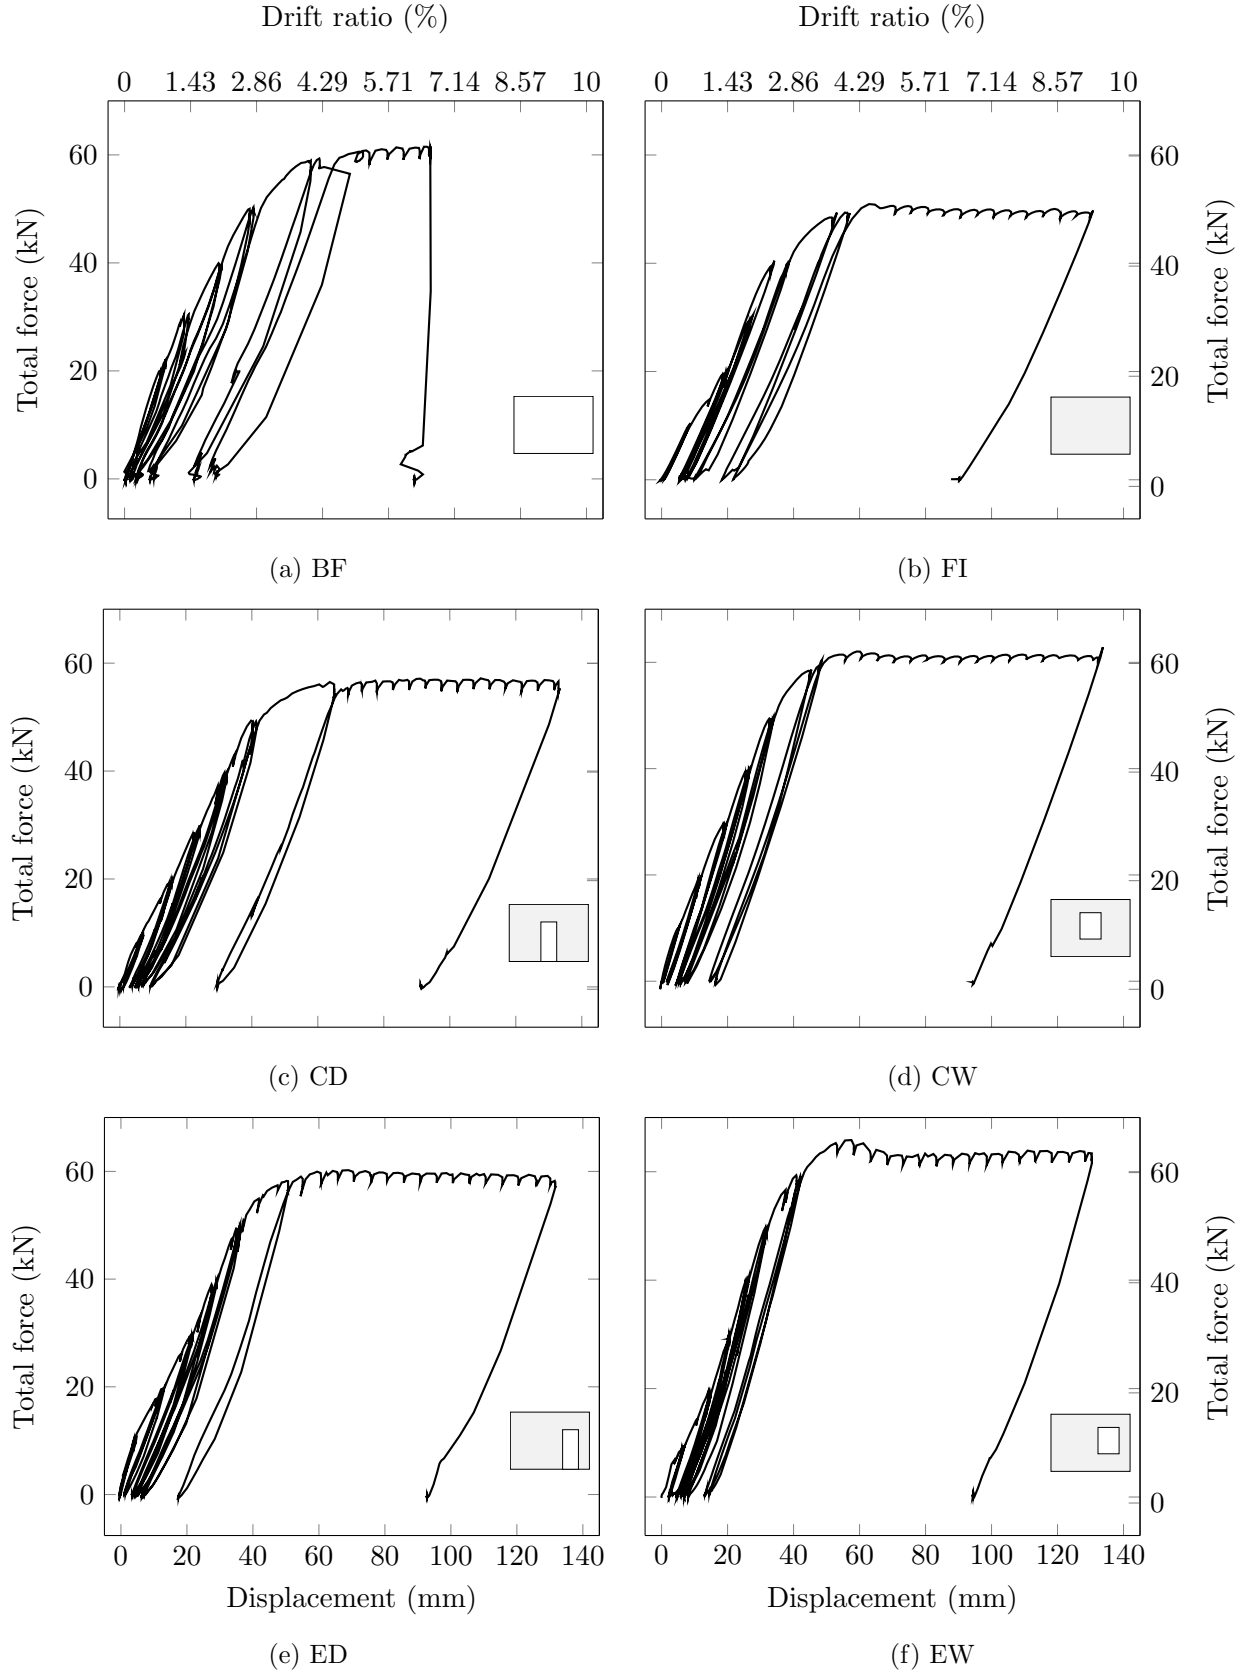 Drift ratio (%)
Drift ratio (%)
0 1.43 2.86 4.29 5.71 7.14 8.57 10
0 1.43 2.86 4.29 5.71 7.14 8.57 10
60
40
20
0
Total force (kN)
60
40
20
0
Total force (kN)
(a) BF
(b) FI
60
40
20
0
Total force (kN)
60
40
20
0
Total force (kN)
(c) CD
(d) CW
60
40
20
0
Total force (kN)
60
40
20
0
Total force (kN)
0 20 40 60 80 100 120 140
0 20 40 60 80 100 120 140
Displacement (mm)
Displacement (mm)
(e) ED
(f) EW